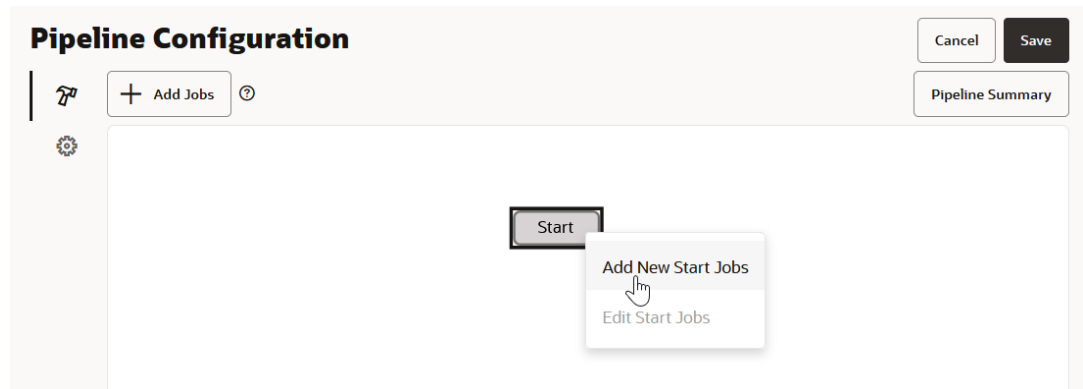 Pipeline Configuration
Cancel
Save
Add Jobs
Pipeline Summary
Start
Add New Start Jobs
Edit Start Jobs